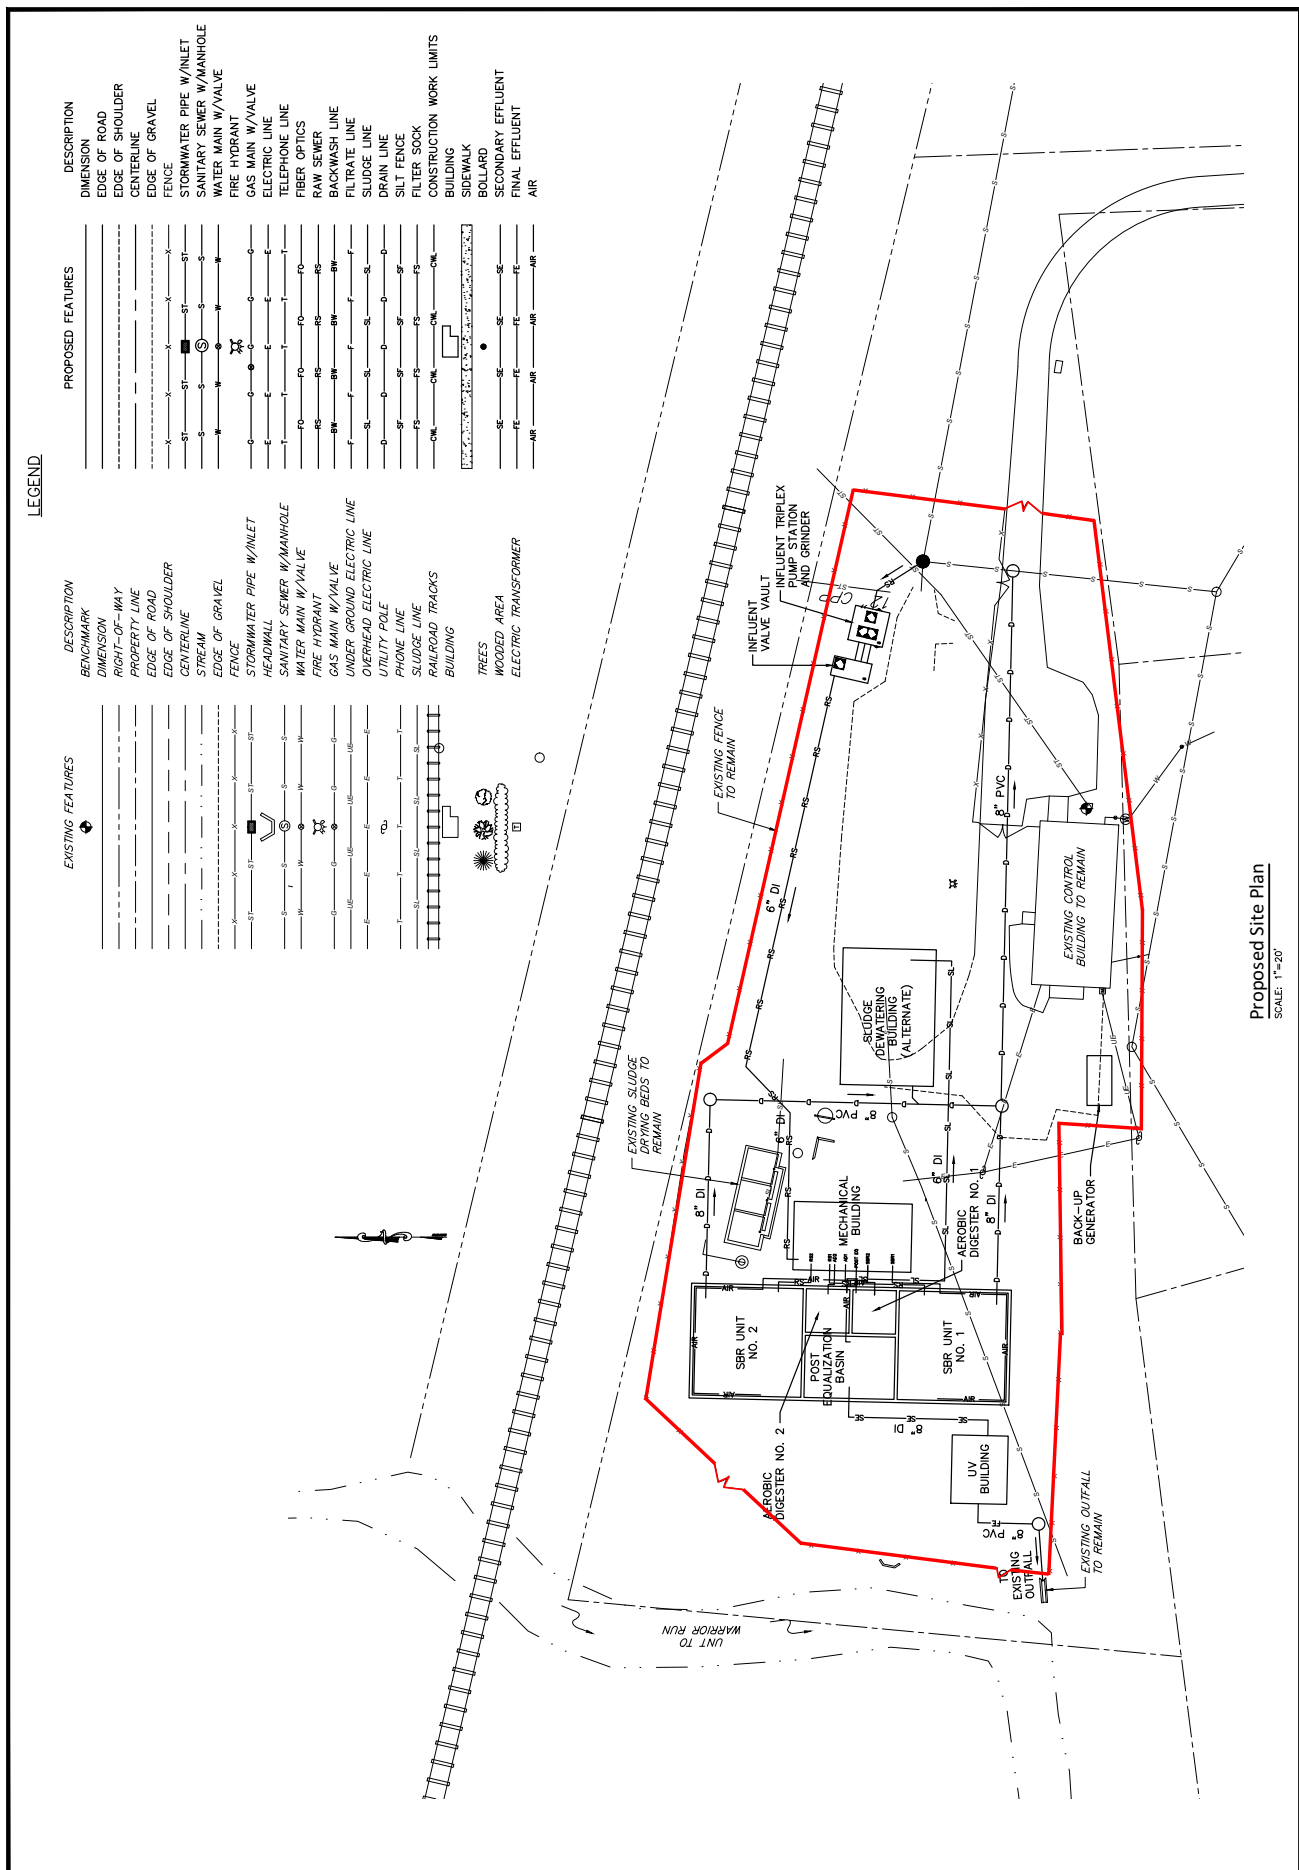 LEGEND
EXISTING FEATURES
DESCRIPTION
BENCHMARK
DIMENSION
RIGHT-OF-WAY
PROPERTY LINE
EDGE OF ROAD
EDGE OF SHOULDER
CENTERLINE
STREAM
EDGE OF GRAVEL
FENCE
STORMWATER PIPE W/INLET
HEADWALL
SANITARY SEWER W/MANHOLE
WATER MAIN W/VALVE
FIRE HYDRANT
GAS MAIN W/VALVE
UNDER GROUND ELECTRIC LINE
OVERHEAD ELECTRIC LINE
UTILITY POLE
PHONE LINE
SLUDGE LINE
RAILROAD TRACKS
BUILDING
TREES
WOODED AREA
ELECTRIC TRANSFORMER
PROPOSED FEATURES
DESCRIPTION
DIMENSION
EDGE OF ROAD
EDGE OF SHOULDER
CENTERLINE
EDGE OF GRAVEL
FENCE
STORMWATER PIPE W/INLET
SANITARY SEWER W/MANHOLE
WATER MAIN W/VALVE
FIRE HYDRANT
GAS MAIN W/VALVE
ELECTRIC LINE
TELEPHONE LINE
FIBER OPTICS
RAW SEWER
BACKWASH LINE
FILTRATE LINE
SLUDGE LINE
DRAIN LINE
SILT FENCE
FILTER SOCK
CONSTRUCTION WORK LIMITS
BUILDING
SIDEWALK
BOLLARD
SECONDARY EFFLUENT
FINAL EFFLUENT
AIR
EXISTING FENCE
TO REMAIN
INFLUENT
VALVE VAULT
INFLUENT TRIPLEX
PUMP STATION
AND GRINDER
12" CPP
6" DI
EXISTING SLUDGE
DRYING BEDS TO
REMAIN
8" DI
6" DI
8" PVC
SLUDGE
DEWATERING
BUILDING
(ALTERNATE)
8" PVC
EXISTING CONTROL
BUILDING TO REMAIN
MECHANICAL
BUILDING
6" DI
AEROBIC
DIGESTER NO. 1
8" DI
BACK-UP
GENERATOR
SBR UNIT
NO. 2
POST
EQUALIZATION
BASIN
SBR UNIT
NO. 1
AEROBIC
DIGESTER NO. 2
8" DI
UV
BUILDING
8" PVC
TO
EXISTING
OUTFALL
EXISTING OUTFALL
TO REMAIN
UNT TO
WARRIOR RUN
Proposed Site Plan
SCALE: 1"=20'